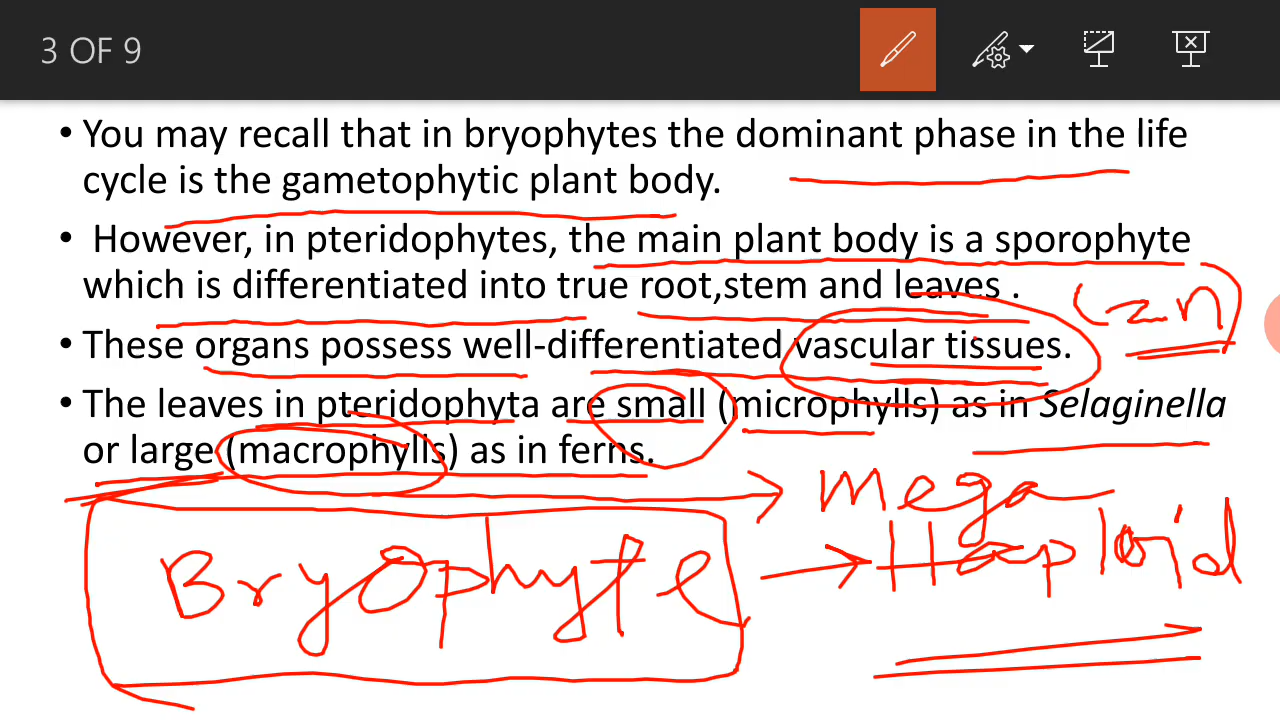 3 OF 9
• You may recall that in bryophytes the dominant phase in the life
cycle is the gametophytic plant body.
• However, in pteridophytes, the main plant body is a sporophyte
which is differentiated into true root,stem and leaves .
(2n)
• These organs possess well-differentiated vascular tissues.
• The leaves in pteridophyta are small (microphylls) as in Selaginella
or large (macrophylls) as in ferns.
Mega
Bryophyte → Haploid